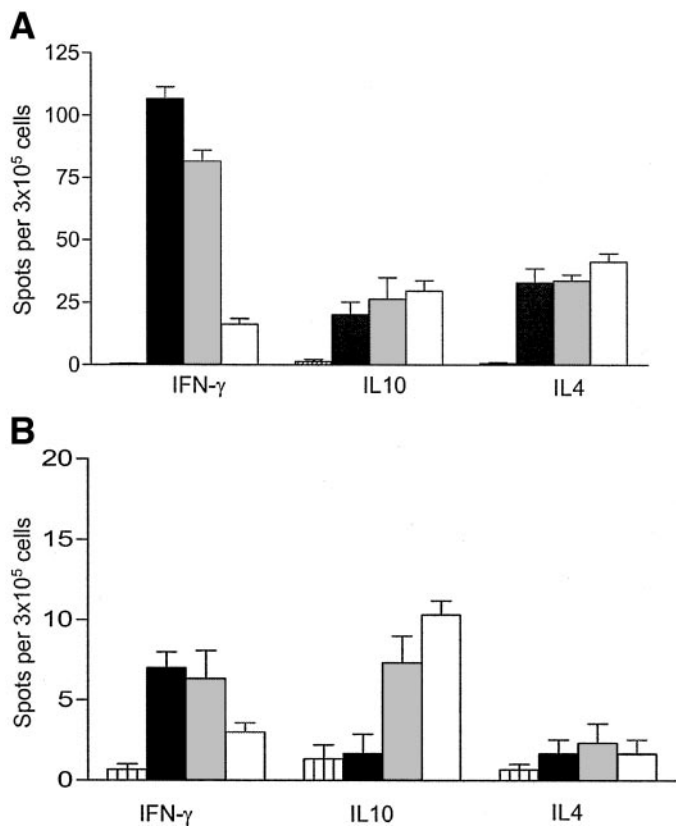 A
Spots per 3x10⁵ cells
125
100
75
50
25
0
IFN-γ
IL10
IL4
B
Spots per 3x10⁵ cells
20
15
10
5
0
IFN-γ
IL10
IL4